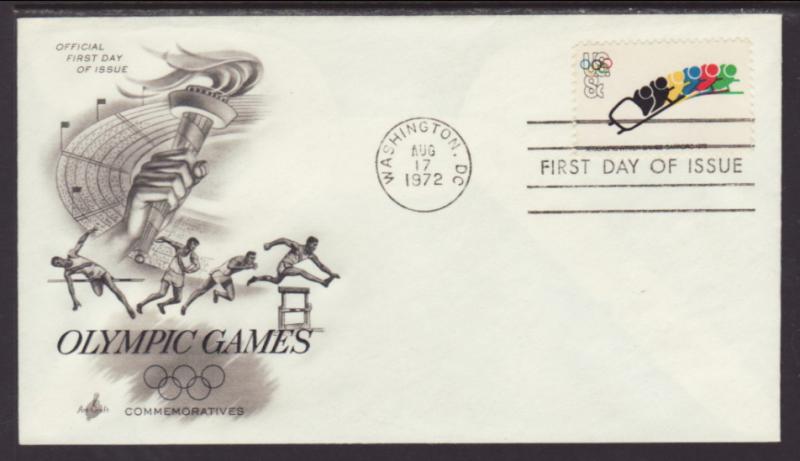 OFFICIAL
FIRST DAY
OF ISSUE
US
8c
WASHINGTON, DC
AUG
17
1972
FIRST DAY OF ISSUE
OLYMPIC GAMES
COMMEMORATIVES
ArtCraft